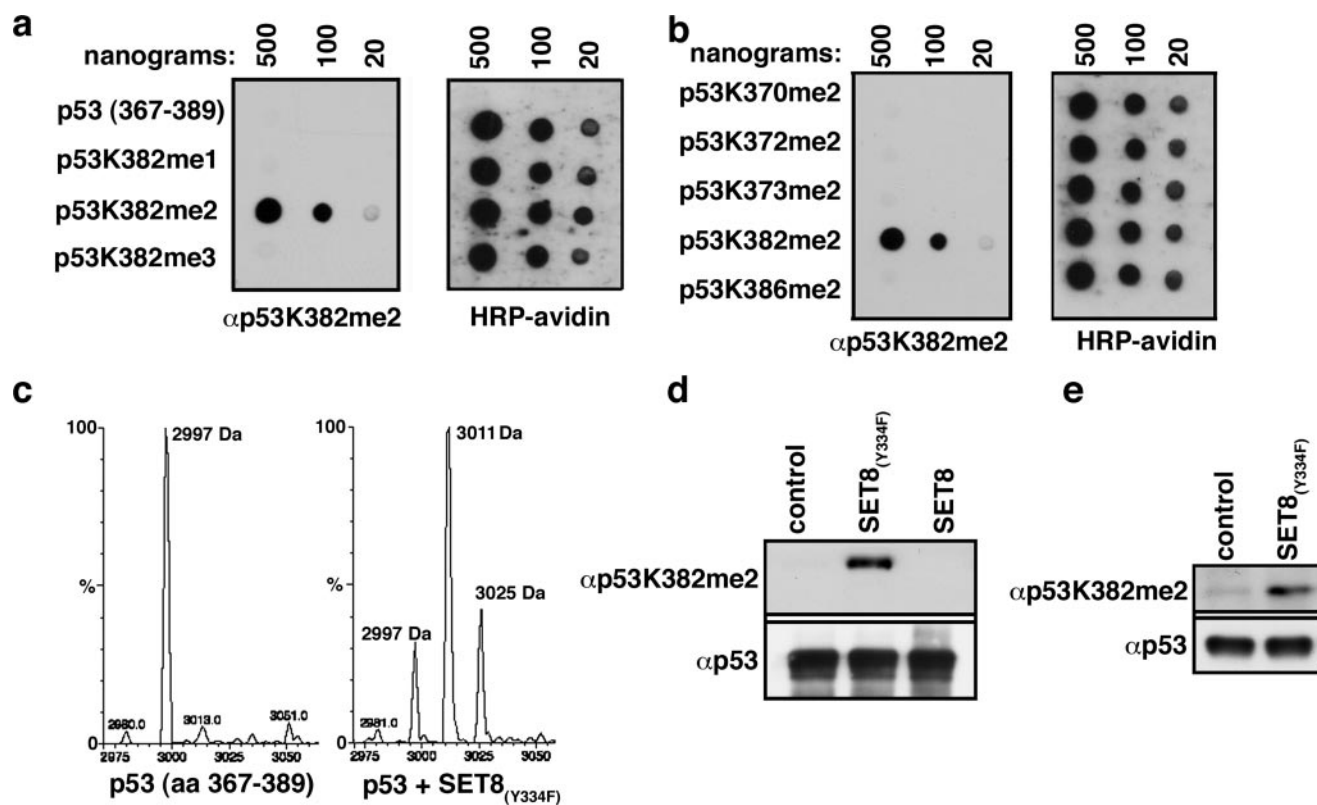 a
nanograms: 500 100 20 500 100 20
p53 (367-389)
p53K382me1
p53K382me2
p53K382me3
αp53K382me2 HRP-avidin
b
nanograms: 500 100 20 500 100 20
p53K370me2
p53K372me2
p53K373me2
p53K382me2
p53K386me2
αp53K382me2 HRP-avidin
c
100
%
0
2997 Da
2980.0 3013.0 3051.0
2975 3000 3025 3050
p53 (aa 367-389)
100
%
0
3011 Da
3025 Da
2997 Da
2981.0
2975 3000 3025 3050
p53 + SET8(Y334F)
d
control SET8(Y334F) SET8
αp53K382me2
αp53
e
control SET8(Y334F)
αp53K382me2
αp53